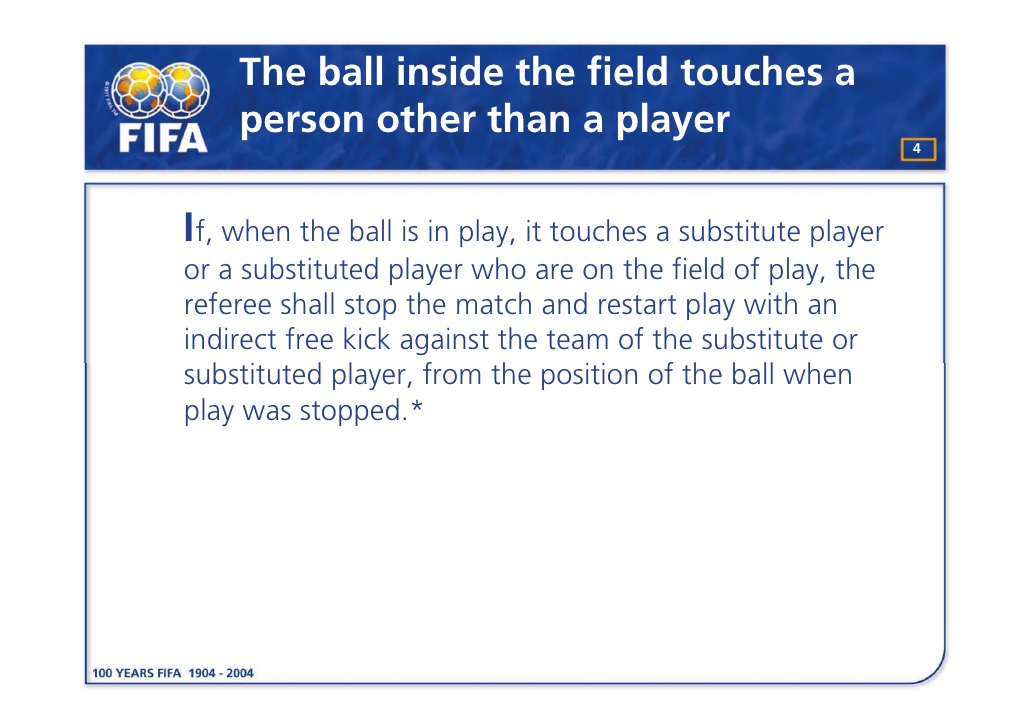 The ball inside the field touches a
person other than a player
FIFA
4
If, when the ball is in play, it touches a substitute player
or a substituted player who are on the field of play, the
referee shall stop the match and restart play with an
indirect free kick against the team of the substitute or
substituted player, from the position of the ball when
play was stopped.*
100 YEARS FIFA 1904 - 2004